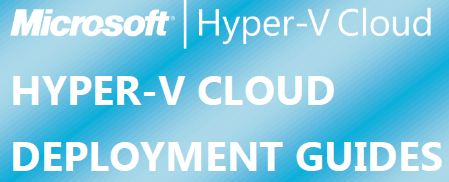 Microsoft | Hyper-V Cloud
HYPER-V CLOUD
DEPLOYMENT GUIDES